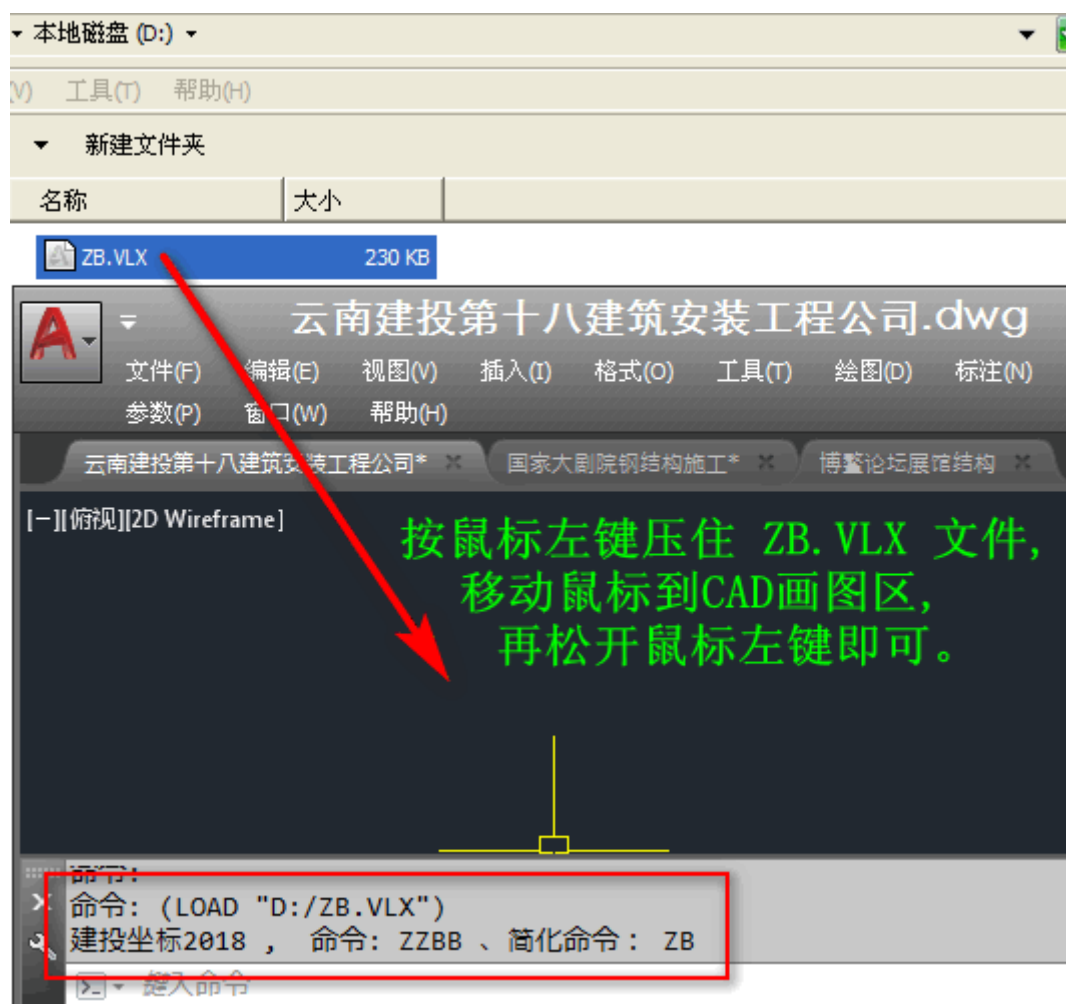 本地磁盘 (D:)
(V) 工具(T) 帮助(H)
新建文件夹
名称 大小
ZB.VLX 230 KB
云南建投第十八建筑安装工程公司.dwg
文件(F) 编辑(E) 视图(V) 插入(I) 格式(O) 工具(T) 绘图(D) 标注(N)
参数(P) 窗口(W) 帮助(H)
云南建投第十八建筑安装工程公司* 国家大剧院钢结构施工* 博鳌论坛展馆结构
[-][俯视][2D Wireframe]
按鼠标左键压住 ZB.VLX 文件,
移动鼠标到CAD画图区,
再松开鼠标左键即可。
命令:
命令: (LOAD "D:/ZB.VLX")
建投坐标2018 , 命令: ZZBB 、简化命令: ZB
键入命令